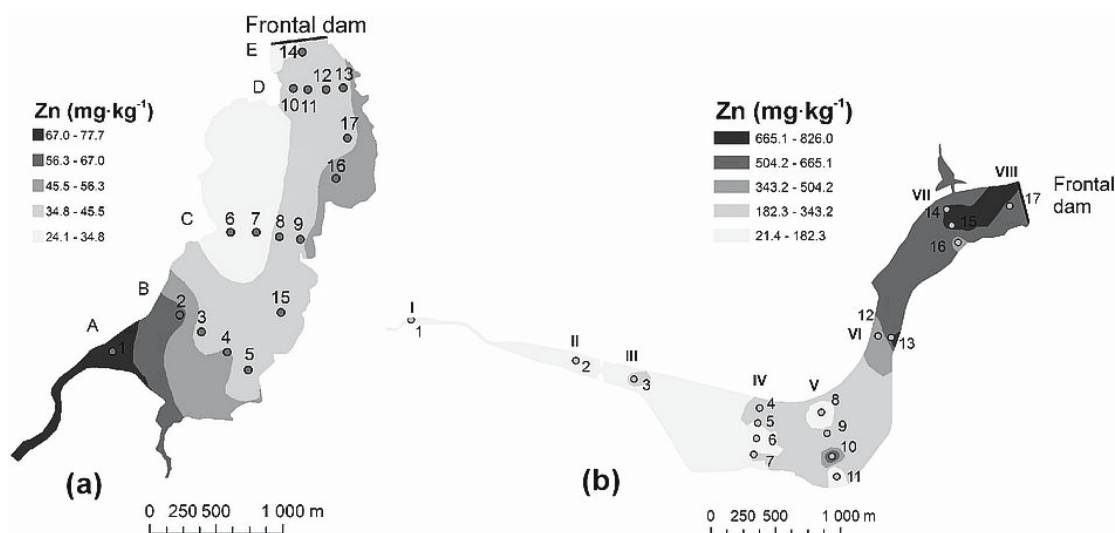 Frontal dam
E 14
D
12 13
10 11
Zn (mg·kg⁻¹)
67.0 - 77.7
56.3 - 67.0
45.5 - 56.3
34.8 - 45.5
24.1 - 34.8
17
16
C 6 7 8 9
B
2
3
15
A
1
4
5
(a)
0 250 500 1 000 m
Zn (mg·kg⁻¹)
665.1 - 826.0
504.2 - 665.1
343.2 - 504.2
182.3 - 343.2
21.4 - 182.3
VIII
VII
Frontal
dam
14
17
15
16
I
1
12
VI
13
II
2
III
3
IV
V
4
8
5
9
6
10
7
11
(b)
0 250 500 1 000 m